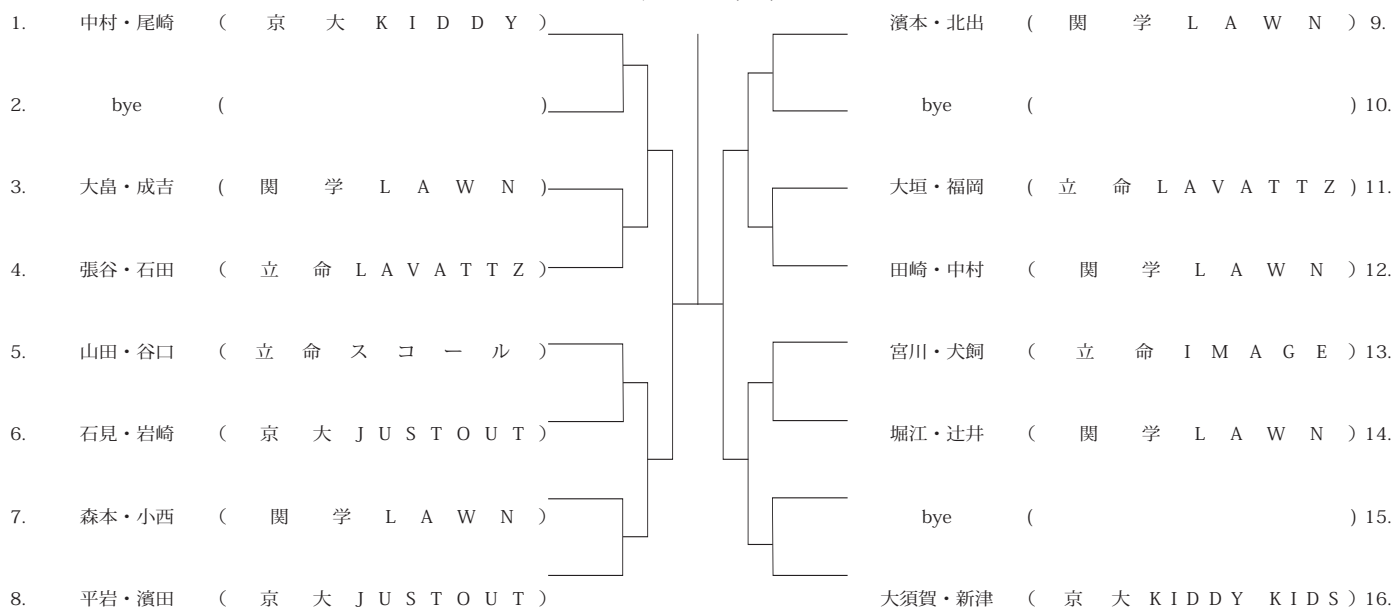 1. 中村・尾崎 ( 京 大 K I D D Y )
2. bye ( )
3. 大畠・成吉 ( 関 学 L A W N )
4. 張谷・石田 ( 立 命 L A V A T T Z )
5. 山田・谷口 ( 立 命 ス コ ー ル )
6. 石見・岩崎 ( 京 大 J U S T O U T )
7. 森本・小西 ( 関 学 L A W N )
8. 平岩・濱田 ( 京 大 J U S T O U T )
濱本・北出 ( 関 学 L A W N ) 9.
bye ( ) 10.
大垣・福岡 ( 立 命 L A V A T T Z ) 11.
田崎・中村 ( 関 学 L A W N ) 12.
宮川・犬飼 ( 立 命 I M A G E ) 13.
堀江・辻井 ( 関 学 L A W N ) 14.
bye ( ) 15.
大須賀・新津 ( 京 大 K I D D Y K I D S ) 16.